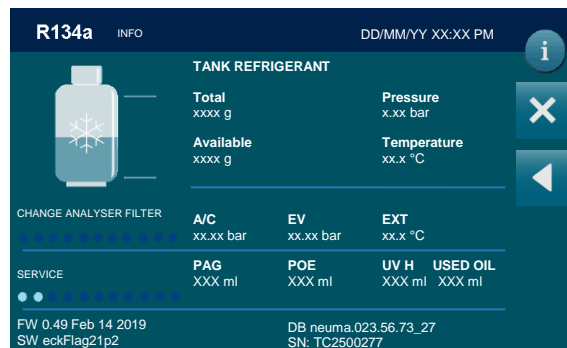 R134a INFO DD/MM/YY XX:XX PM
i
TANK REFRIGERANT
Total Pressure
xxxx g x.xx bar
Available Temperature
xxxx g xx.x °C
CHANGE ANALYSER FILTER
A/C EV EXT
xx.xx bar xx.xx bar xx.x °C
SERVICE
PAG POE UV H USED OIL
XXX ml XXX ml XXX ml XXX ml
FW 0.49 Feb 14 2019 DB neuma.023.56.73_27
SW eckFlag21p2 SN: TC2500277